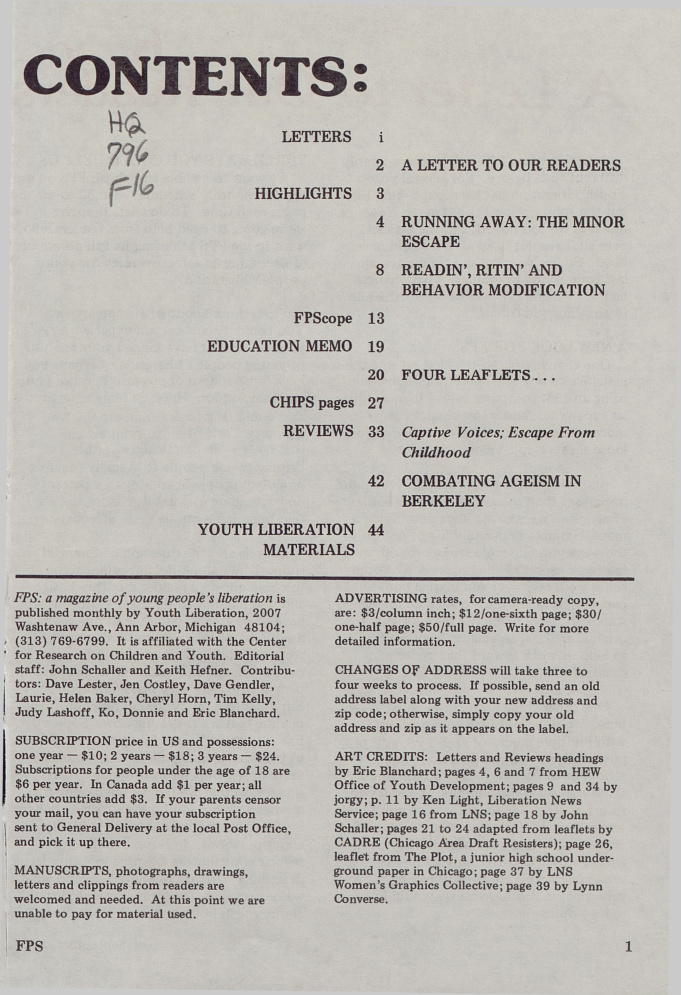 CONTENTS:
HQ
796
F16
LETTERS i
2 A LETTER TO OUR READERS
HIGHLIGHTS 3
4 RUNNING AWAY: THE MINOR
ESCAPE
8 READIN', RITIN' AND
BEHAVIOR MODIFICATION
FPScope 13
EDUCATION MEMO 19
20 FOUR LEAFLETS...
CHIPS pages 27
REVIEWS 33 Captive Voices; Escape From
Childhood
42 COMBATING AGEISM IN
BERKELEY
YOUTH LIBERATION 44
MATERIALS
FPS: a magazine of young people's liberation is
published monthly by Youth Liberation, 2007
Washtenaw Ave., Ann Arbor, Michigan 48104;
(313) 769-6799. It is affiliated with the Center
for Research on Children and Youth. Editorial
staff: John Schaller and Keith Hefner. Contribu-
tors: Dave Lester, Jen Costley, Dave Gendler,
Laurie, Helen Baker, Cheryl Horn, Tim Kelly,
Judy Lashoff, Ko, Donnie and Eric Blanchard.
SUBSCRIPTION price in US and possessions:
one year — $10; 2 years — $18; 3 years — $24.
Subscriptions for people under the age of 18 are
$6 per year. In Canada add $1 per year; all
other countries add $3. If your parents censor
your mail, you can have your subscription
sent to General Delivery at the local Post Office,
and pick it up there.
MANUSCRIPTS, photographs, drawings,
letters and clippings from readers are
welcomed and needed. At this point we are
unable to pay for material used.
ADVERTISING rates, for camera-ready copy,
are: $3/column inch; $12/one-sixth page; $30/
one-half page; $50/full page. Write for more
detailed information.
CHANGES OF ADDRESS will take three to
four weeks to process. If possible, send an old
address label along with your new address and
zip code; otherwise, simply copy your old
address and zip as it appears on the label.
ART CREDITS: Letters and Reviews headings
by Eric Blanchard; pages 4, 6 and 7 from HEW
Office of Youth Development; pages 9 and 34 by
jorgy; p. 11 by Ken Light, Liberation News
Service; page 16 from LNS; page 18 by John
Schaller; pages 21 to 24 adapted from leaflets by
CADRE (Chicago Area Draft Resisters); page 26,
leaflet from The Plot, a junior high school under-
ground paper in Chicago; page 37 by LNS
Women's Graphics Collective; page 39 by Lynn
Converse.
FPS 1